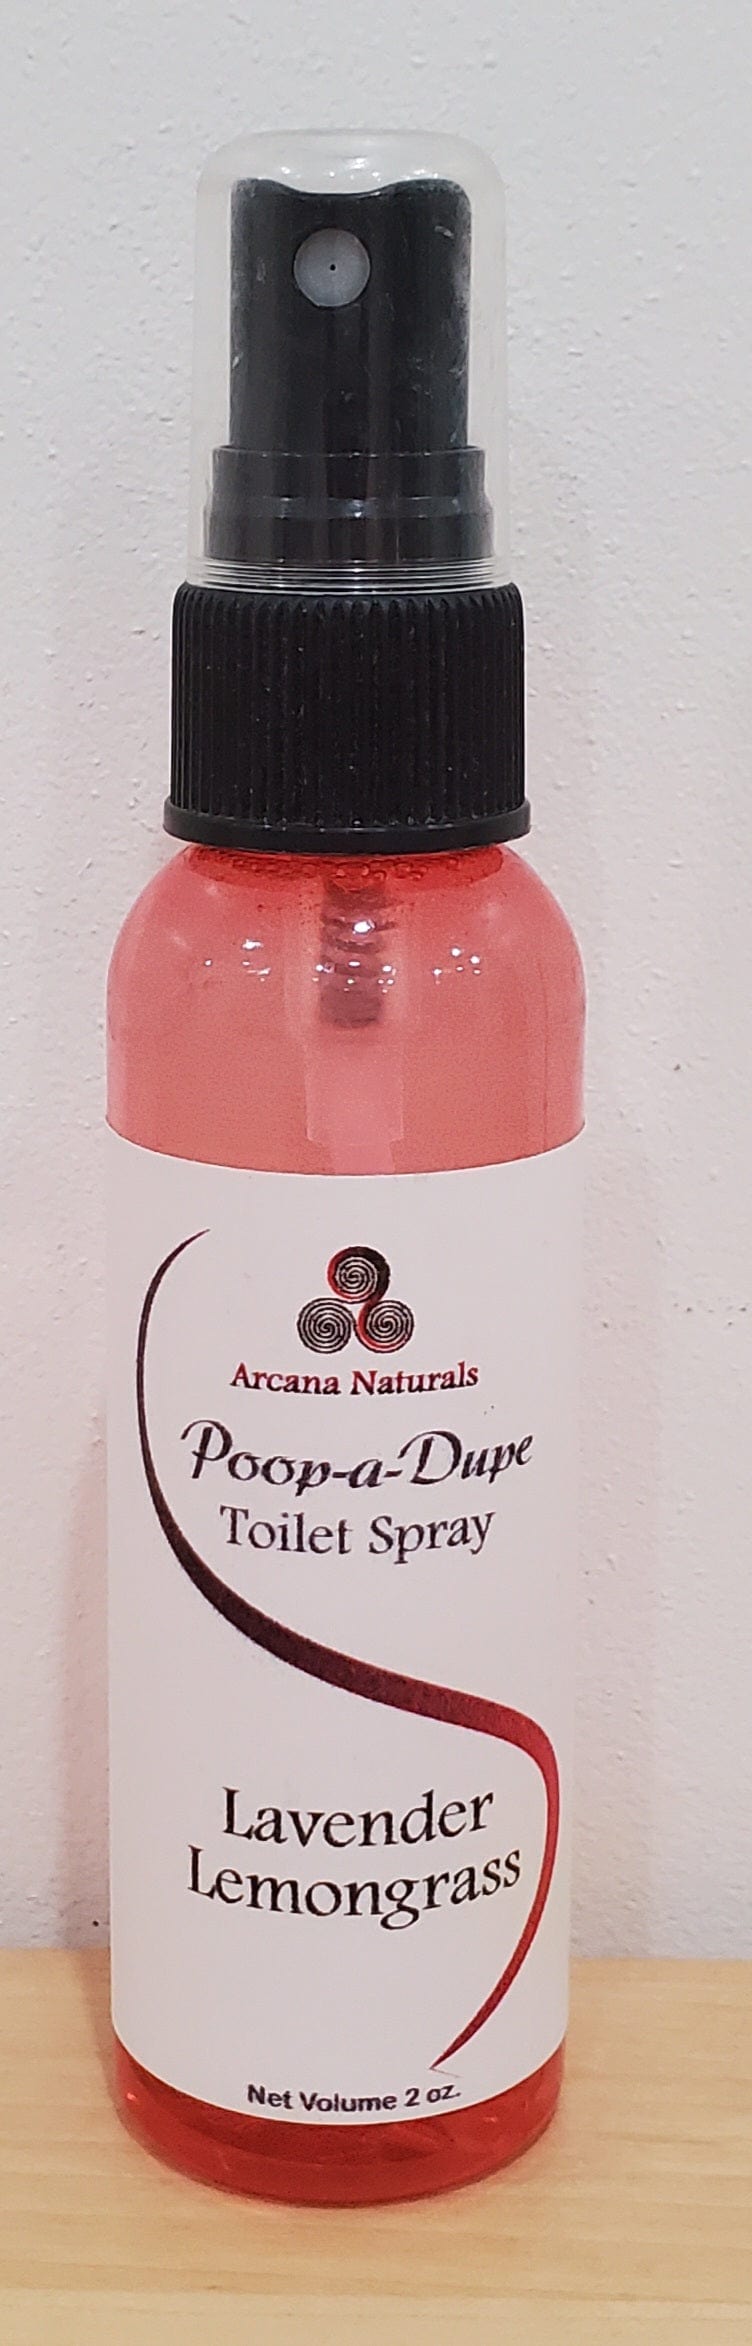 Arcana Naturals
Poop-a-Dupe
Toilet Spray
Lavender
Lemongrass
Net Volume 2 oz.